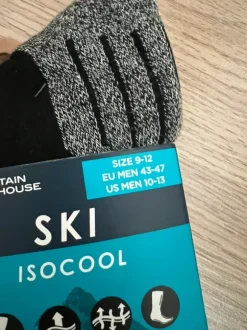 TAIN
HOUSE
SIZE 9-12
EU MEN 43-47
US MEN 10-13
SKI
ISOCOOL